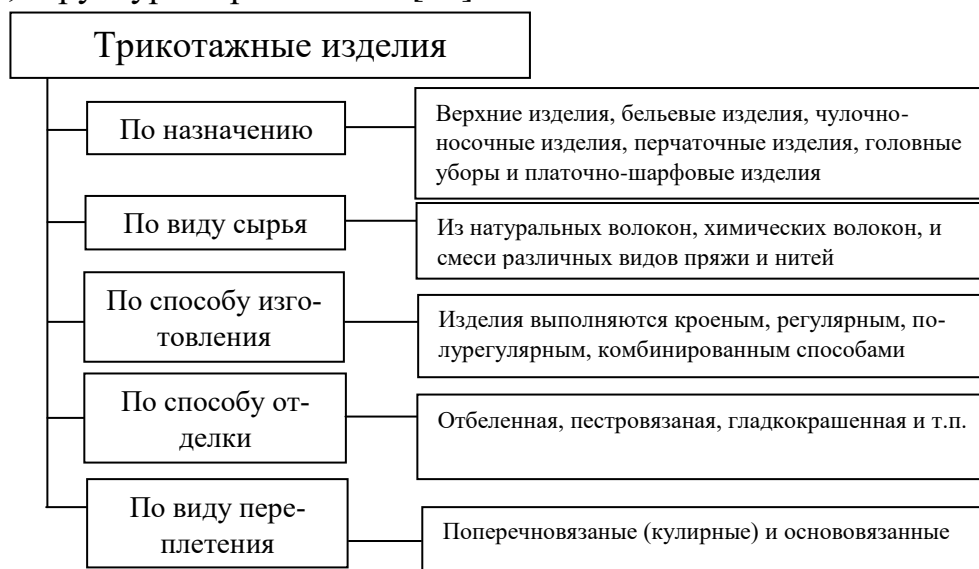 Трикотажные изделия
По назначению
Верхние изделия, бельевые изделия, чулочно-
носочные изделия, перчаточные изделия, головные
уборы и платочно-шарфовые изделия
По виду сырья
Из натуральных волокон, химических волокон, и
смеси различных видов пряжи и нитей
По способу изго-
товления
Изделия выполняются кроеным, регулярным, по-
лурегулярным, комбинированным способами
По способу от-
делки
Отбеленная, пестровязаная, гладкокрашенная и т.п.
По виду пере-
плетения
Поперечновязаные (кулирные) и основовязанные